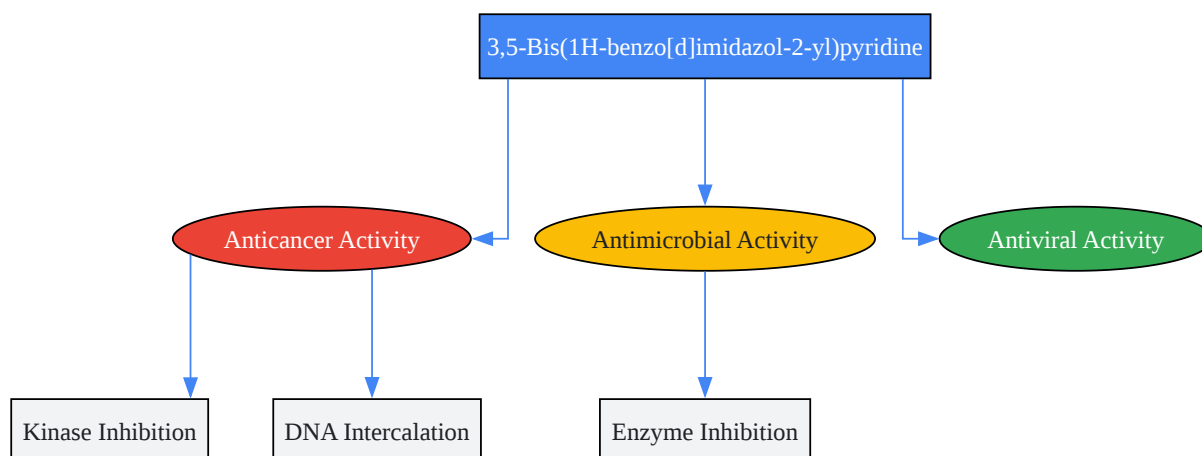 3,5-Bis(1H-benzo[d]imidazol-2-yl)pyridine
Anticancer Activity
Antimicrobial Activity
Antiviral Activity
Kinase Inhibition
DNA Intercalation
Enzyme Inhibition